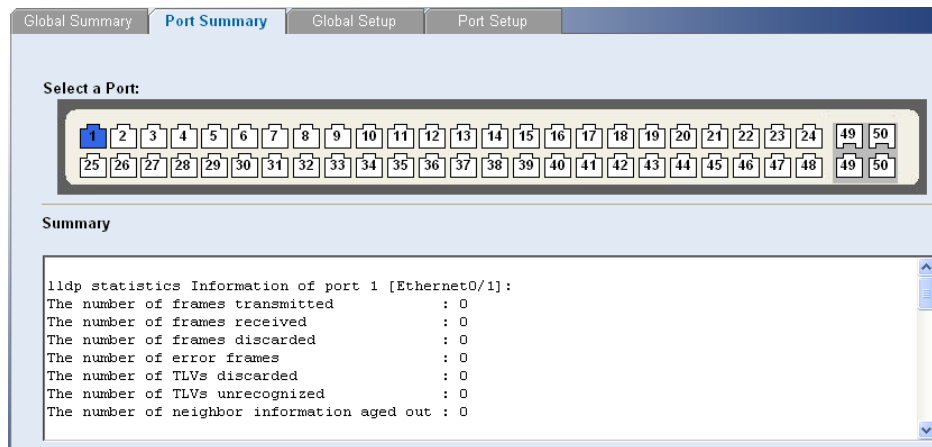 Global Summary Port Summary Global Setup Port Setup
Select a Port:
1 2 3 4 5 6 7 8 9 10 11 12 13 14 15 16 17 18 19 20 21 22 23 24 49 50
25 26 27 28 29 30 31 32 33 34 35 36 37 38 39 40 41 42 43 44 45 46 47 48 49 50
Summary
lldp statistics Information of port 1 [Ethernet0/1]:
The number of frames transmitted : 0
The number of frames received : 0
The number of frames discarded : 0
The number of error frames : 0
The number of TLVs discarded : 0
The number of TLVs unrecognized : 0
The number of neighbor information aged out : 0